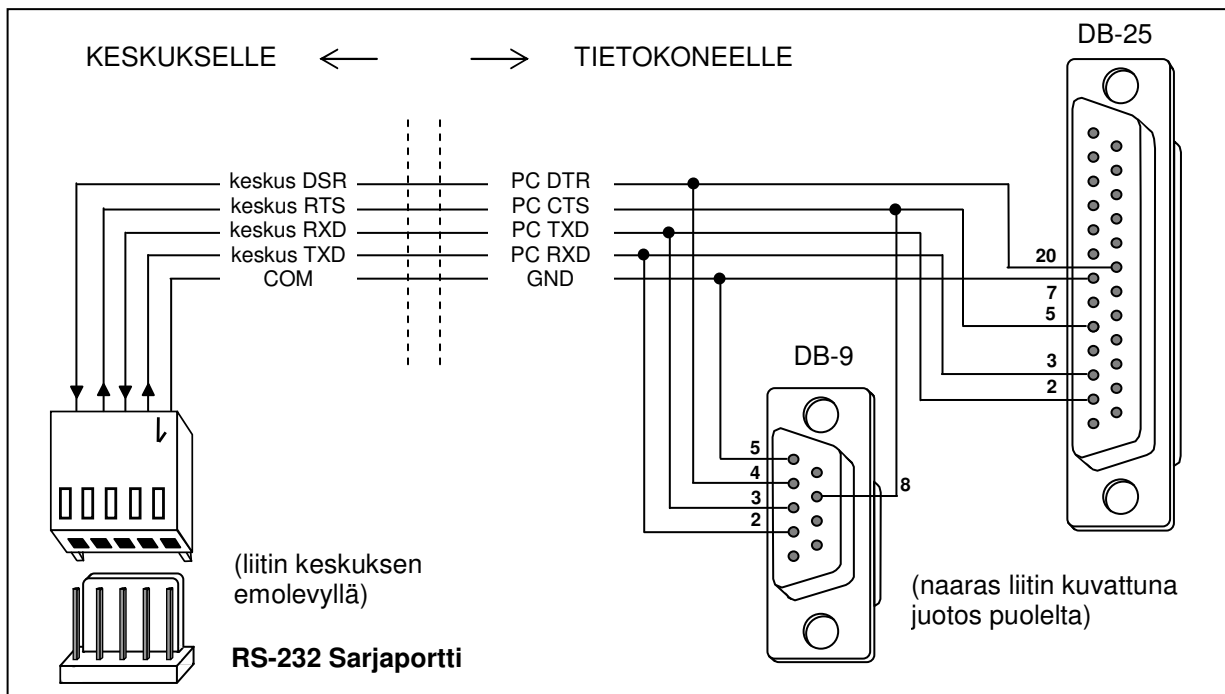 DB-25
KESKUKSELLE
TIETOKONEELLE
keskus DSR
PC DTR
keskus RTS
PC CTS
keskus RXD
PC TXD
keskus TXD
PC RXD
COM
GND
20
7
5
3
2
DB-9
5
4
3
2
8
(liitin keskuksen
emolevyllä)
RS-232 Sarjaportti
(naaras liitin kuvattuna
juotos puolelta)